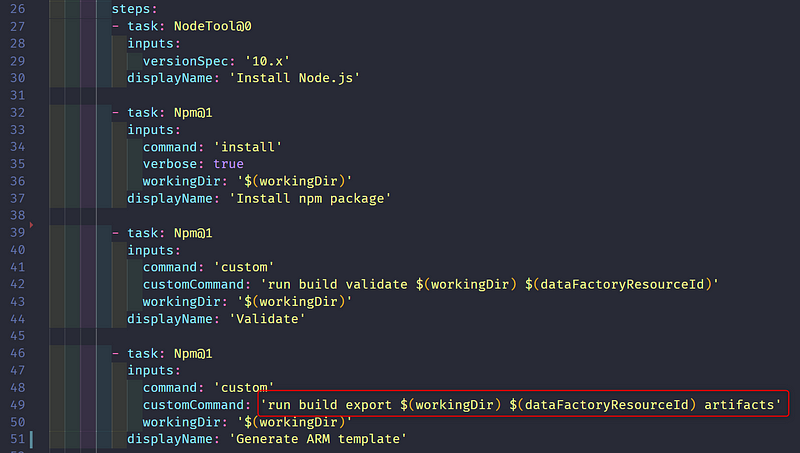 26 steps:
27 - task: NodeTool@0
28 inputs:
29 versionSpec: '10.x'
30 displayName: 'Install Node.js'
31
32 - task: Npm@1
33 inputs:
34 command: 'install'
35 verbose: true
36 workingDir: '$(workingDir)'
37 displayName: 'Install npm package'
38
39 - task: Npm@1
40 inputs:
41 command: 'custom'
42 customCommand: 'run build validate $(workingDir) $(dataFactoryResourceId)'
43 workingDir: '$(workingDir)'
44 displayName: 'Validate'
45
46 - task: Npm@1
47 inputs:
48 command: 'custom'
49 customCommand: 'run build export $(workingDir) $(dataFactoryResourceId) artifacts'
50 workingDir: '$(workingDir)'
51 displayName: 'Generate ARM template'